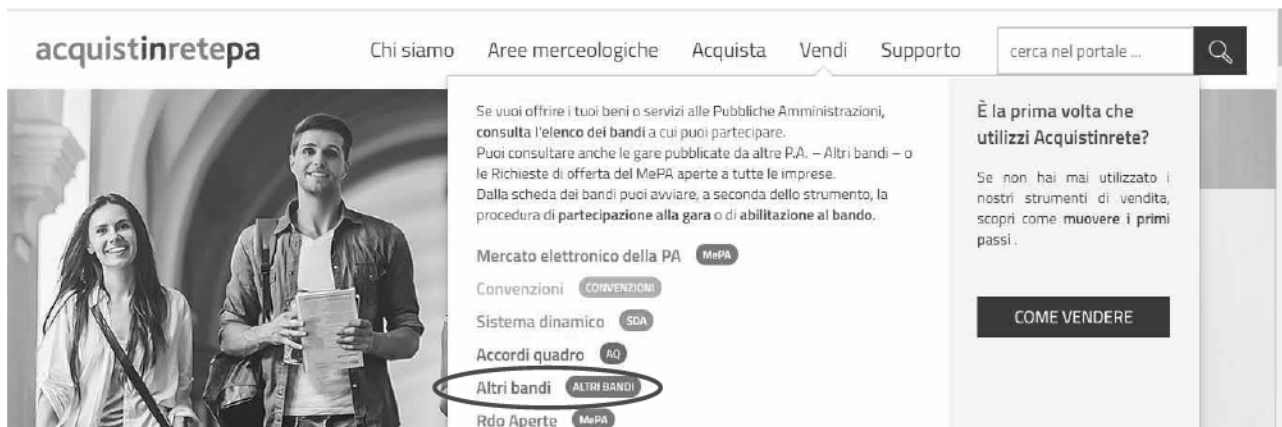 acquistinretepa
Chi siamo Aree merceologiche Acquista Vendi Supporto
cerca nel portale ...
Se vuoi offrire i tuoi beni o servizi alle Pubbliche Amministrazioni,
consulta l'elenco dei bandi a cui puoi partecipare.
Puoi consultare anche le gare pubblicate da altre P.A. – Altri bandi – o
le Richieste di offerta del MePA aperte a tutte le imprese.
Dalla scheda dei bandi puoi avviare, a seconda dello strumento, la
procedura di partecipazione alla gara o di abilitazione al bando.
Mercato elettronico della PA MePA
Convenzioni CONVENZIONI
Sistema dinamico SDA
Accordi quadro AQ
Altri bandi ALTRI BANDI
Rdo Aperte MePA
È la prima volta che
utilizzi Acquistinrete?
Se non hai mai utilizzato i
nostri strumenti di vendita,
scopri come muovere i primi
passi .
COME VENDERE